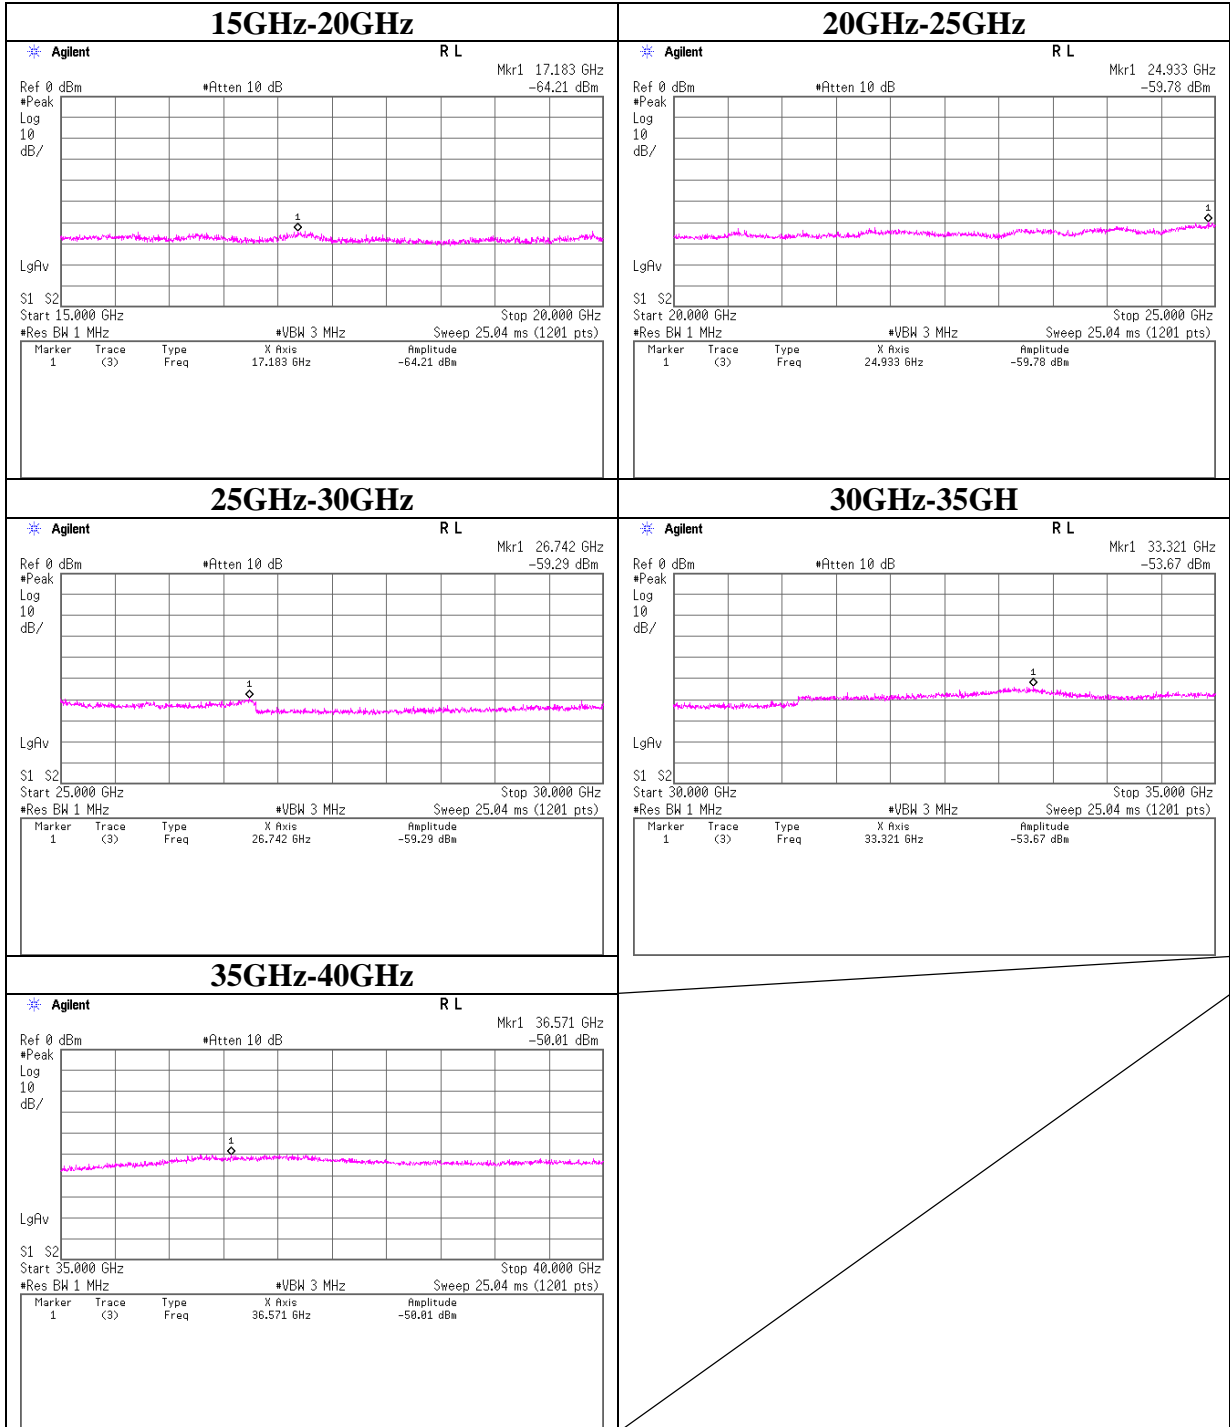 15GHz-20GHz
Agilent R L
Mkr1 17.183 GHz
Ref 0 dBm #Atten 10 dB -64.21 dBm
#Peak
Log
10
dB/
1
LgAv
S1 S2
Start 15.000 GHz Stop 20.000 GHz
#Res BW 1 MHz #VBW 3 MHz Sweep 25.04 ms (1201 pts)
Marker Trace Type X Axis Amplitude
1 (3) Freq 17.183 GHz -64.21 dBm
20GHz-25GHz
Agilent R L
Mkr1 24.933 GHz
Ref 0 dBm #Atten 10 dB -59.78 dBm
#Peak
Log
10
dB/
1
LgAv
S1 S2
Start 20.000 GHz Stop 25.000 GHz
#Res BW 1 MHz #VBW 3 MHz Sweep 25.04 ms (1201 pts)
Marker Trace Type X Axis Amplitude
1 (3) Freq 24.933 GHz -59.78 dBm
25GHz-30GHz
Agilent R L
Mkr1 26.742 GHz
Ref 0 dBm #Atten 10 dB -59.29 dBm
#Peak
Log
10
dB/
1
LgAv
S1 S2
Start 25.000 GHz Stop 30.000 GHz
#Res BW 1 MHz #VBW 3 MHz Sweep 25.04 ms (1201 pts)
Marker Trace Type X Axis Amplitude
1 (3) Freq 26.742 GHz -59.29 dBm
30GHz-35GH
Agilent R L
Mkr1 33.321 GHz
Ref 0 dBm #Atten 10 dB -53.67 dBm
#Peak
Log
10
dB/
1
LgAv
S1 S2
Start 30.000 GHz Stop 35.000 GHz
#Res BW 1 MHz #VBW 3 MHz Sweep 25.04 ms (1201 pts)
Marker Trace Type X Axis Amplitude
1 (3) Freq 33.321 GHz -53.67 dBm
35GHz-40GHz
Agilent R L
Mkr1 36.571 GHz
Ref 0 dBm #Atten 10 dB -50.01 dBm
#Peak
Log
10
dB/
1
LgAv
S1 S2
Start 35.000 GHz Stop 40.000 GHz
#Res BW 1 MHz #VBW 3 MHz Sweep 25.04 ms (1201 pts)
Marker Trace Type X Axis Amplitude
1 (3) Freq 36.571 GHz -50.01 dBm